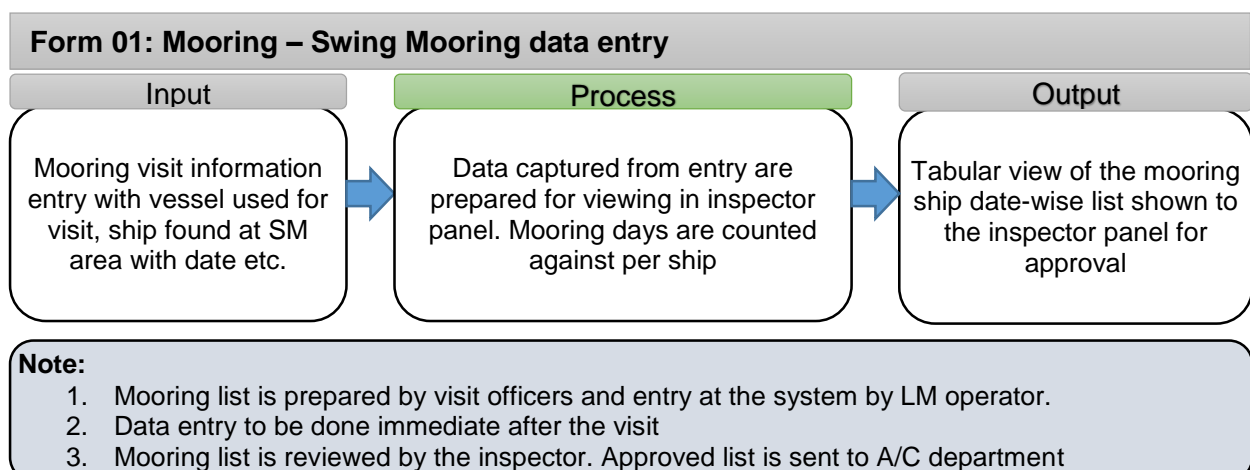 Form 01: Mooring – Swing Mooring data entry
Input
Mooring visit information
entry with vessel used for
visit, ship found at SM
area with date etc.
Process
Data captured from entry are
prepared for viewing in inspector
panel. Mooring days are counted
against per ship
Output
Tabular view of the mooring
ship date-wise list shown to
the inspector panel for
approval
Note:
1. Mooring list is prepared by visit officers and entry at the system by LM operator.
2. Data entry to be done immediate after the visit
3. Mooring list is reviewed by the inspector. Approved list is sent to A/C department